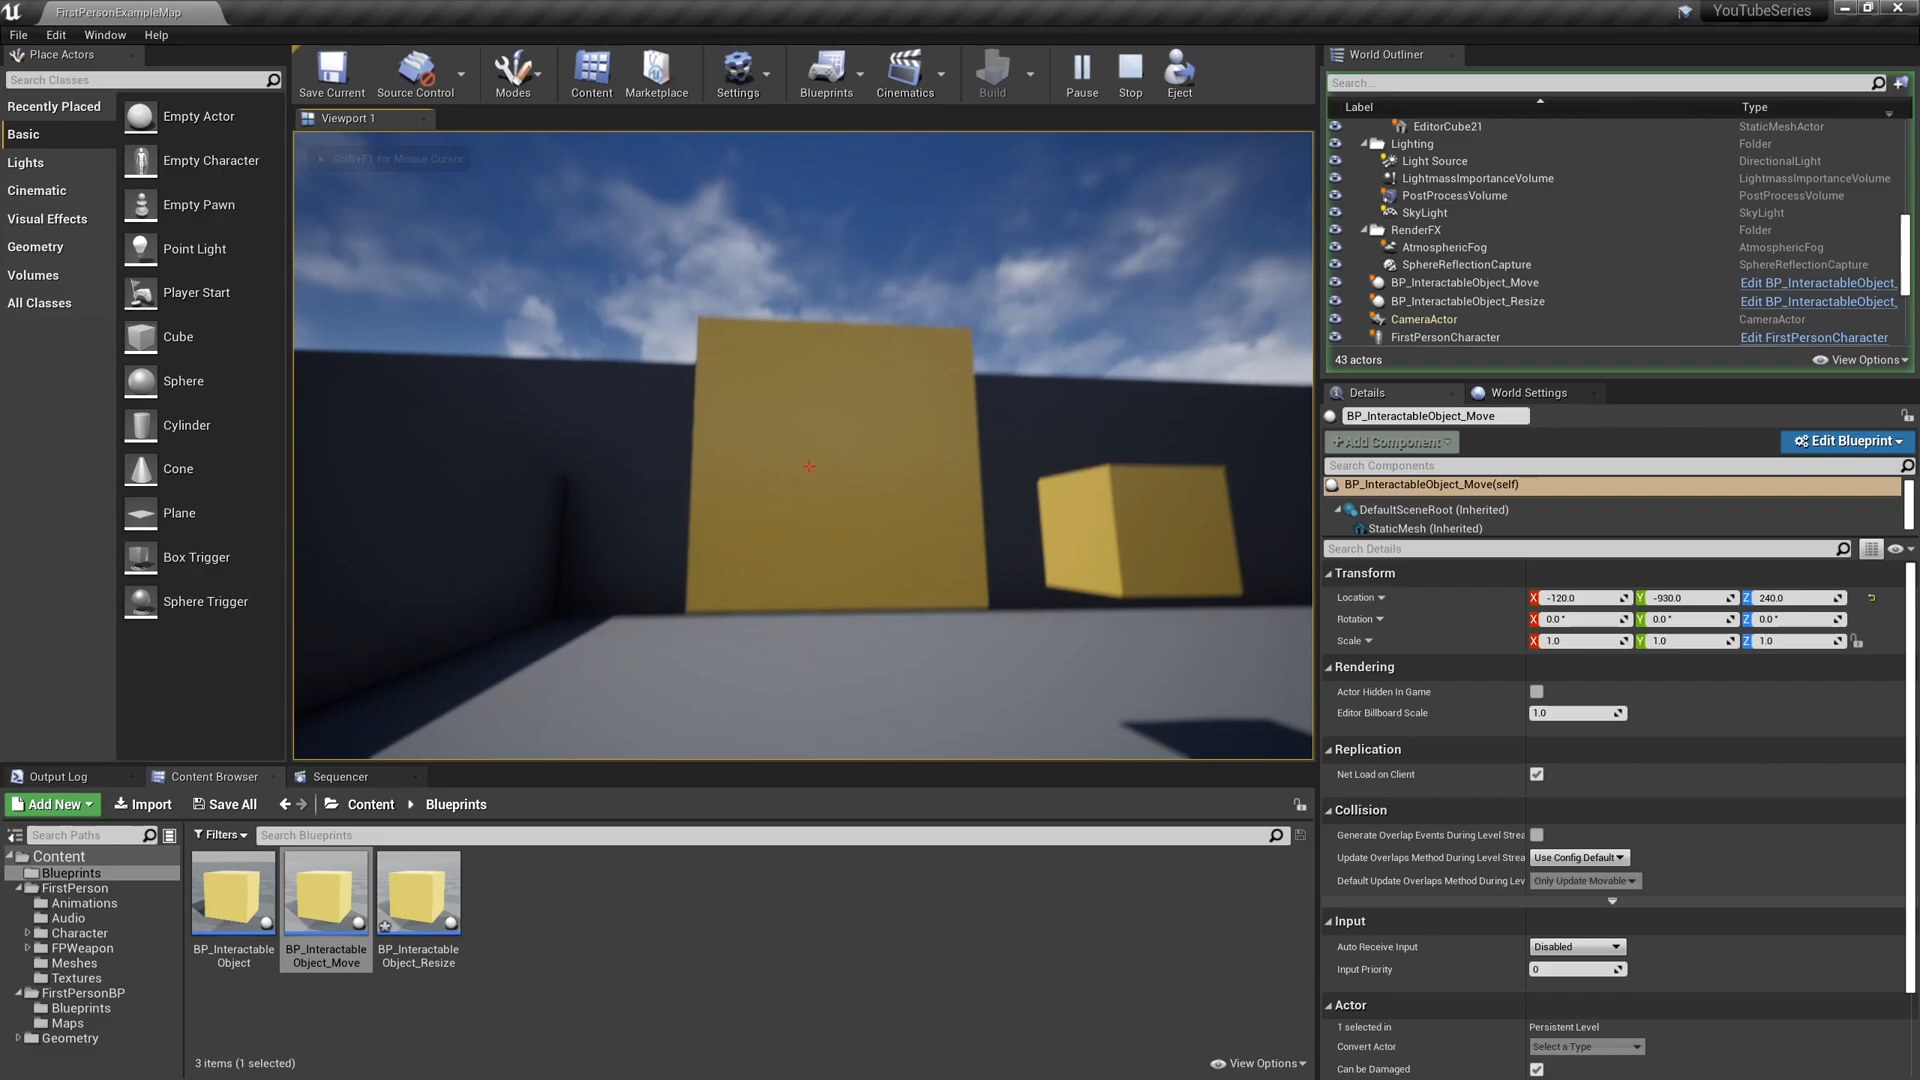 FirstPersonExampleMap
YouTubeSeries
File Edit Window Help
Place Actors
Search Classes
Recently Placed
Basic
Lights
Cinematic
Visual Effects
Geometry
Volumes
All Classes
Empty Actor
Empty Character
Empty Pawn
Point Light
Player Start
Cube
Sphere
Cylinder
Cone
Plane
Box Trigger
Sphere Trigger
Save Current Source Control Modes Content Marketplace Settings Blueprints Cinematics Build Pause Stop Eject
Viewport 1
Shift+F1 for Mouse Cursor
World Outliner
Search...
Label Type
EditorCube21 StaticMeshActor
Lighting Folder
Light Source DirectionalLight
LightmassImportanceVolume LightmassImportanceVolume
PostProcessVolume PostProcessVolume
SkyLight SkyLight
RenderFX Folder
AtmosphericFog AtmosphericFog
SphereReflectionCapture SphereReflectionCapture
BP_InteractableObject_Move Edit BP_InteractableObject_
BP_InteractableObject_Resize Edit BP_InteractableObject_
CameraActor CameraActor
FirstPersonCharacter Edit FirstPersonCharacter
43 actors View Options
Details World Settings
BP_InteractableObject_Move
+Add Component Edit Blueprint
Search Components
BP_InteractableObject_Move(self)
DefaultSceneRoot (Inherited)
StaticMesh (Inherited)
Search Details
Transform
Location X -120.0 Y -930.0 Z 240.0
Rotation X 0.0 ° Y 0.0 ° Z 0.0 °
Scale X 1.0 Y 1.0 Z 1.0
Rendering
Actor Hidden In Game
Editor Billboard Scale 1.0
Replication
Net Load on Client
Collision
Generate Overlap Events During Level Strea
Update Overlaps Method During Level Strea Use Config Default
Default Update Overlaps Method During Lev Only Update Movable
Input
Auto Receive Input Disabled
Input Priority 0
Actor
1 selected in Persistent Level
Convert Actor Select a Type
Can be Damaged
Output Log Content Browser Sequencer
Add New Import Save All Content Blueprints
Search Paths Filters Search Blueprints
Content
Blueprints
FirstPerson
Animations
Audio
Character
FPWeapon
Meshes
Textures
FirstPersonBP
Blueprints
Maps
Geometry
BP_Interactable
Object
BP_Interactable
Object_Move
BP_Interactable
Object_Resize
3 items (1 selected) View Options